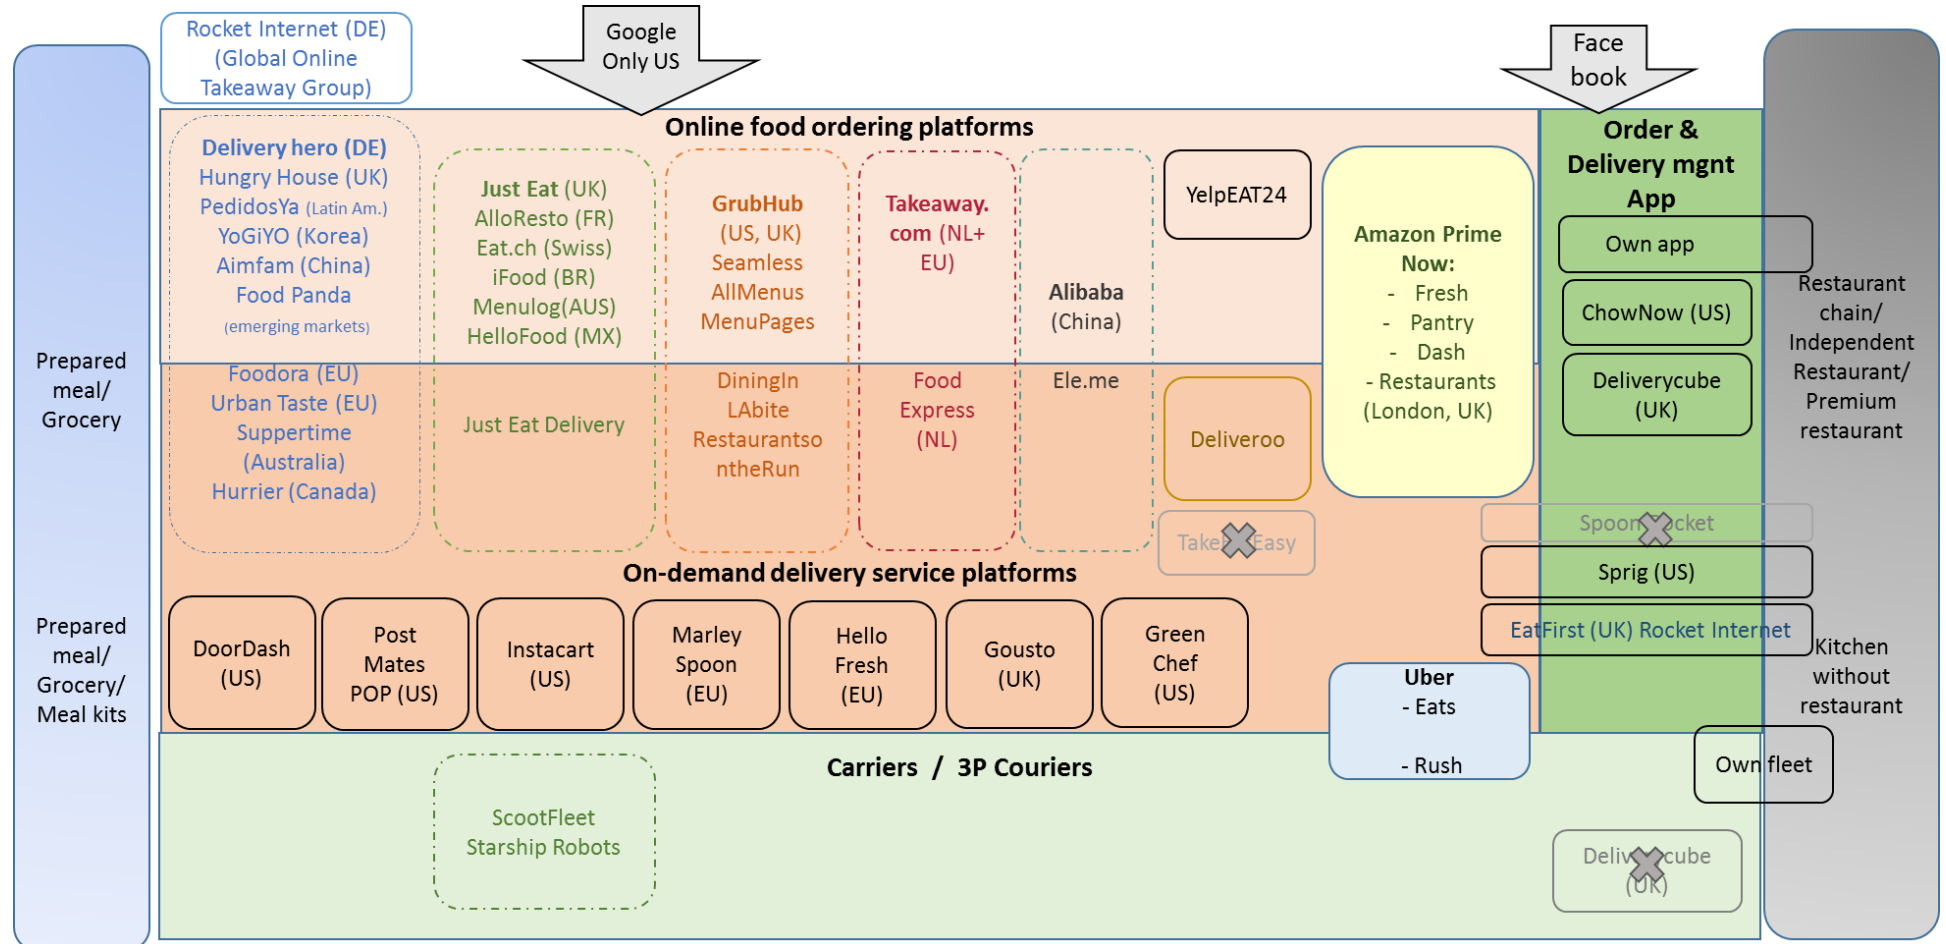 Rocket Internet (DE)
(Global Online
Takeaway Group)
Google
Only US
Face
book
Online food ordering platforms
Order &
Delivery mgnt
App
Delivery hero (DE)
Hungry House (UK)
PedidosYa (Latin Am.)
YoGiYO (Korea)
Aimfam (China)
Food Panda
(emerging markets)
Foodora (EU)
Urban Taste (EU)
Suppertime
(Australia)
Hurrier (Canada)
Just Eat (UK)
AlloResto (FR)
Eat.ch (Swiss)
iFood (BR)
Menulog(AUS)
HelloFood (MX)
Just Eat Delivery
GrubHub
(US, UK)
Seamless
AllMenus
MenuPages
DiningIn
LAbite
Restaurantso
ntheRun
Takeaway.
com (NL+
EU)
Food
Express
(NL)
Alibaba
(China)
Ele.me
YelpEAT24
Deliveroo
Take Easy
Amazon Prime
Now:
- Fresh
- Pantry
- Dash
- Restaurants
(London, UK)
Own app
ChowNow (US)
Deliverycube
(UK)
Spoon ocket
Sprig (US)
EatFirst (UK) Rocket Internet
Prepared
meal/
Grocery
Prepared
meal/
Grocery/
Meal kits
Restaurant
chain/
Independent
Restaurant/
Premium
restaurant
Kitchen
without
restaurant
On-demand delivery service platforms
DoorDash
(US)
Post
Mates
POP (US)
Instacart
(US)
Marley
Spoon
(EU)
Hello
Fresh
(EU)
Gousto
(UK)
Green
Chef
(US)
Uber
- Eats
- Rush
Own fleet
Carriers / 3P Couriers
ScootFleet
Starship Robots
Deliverycube
(UK)